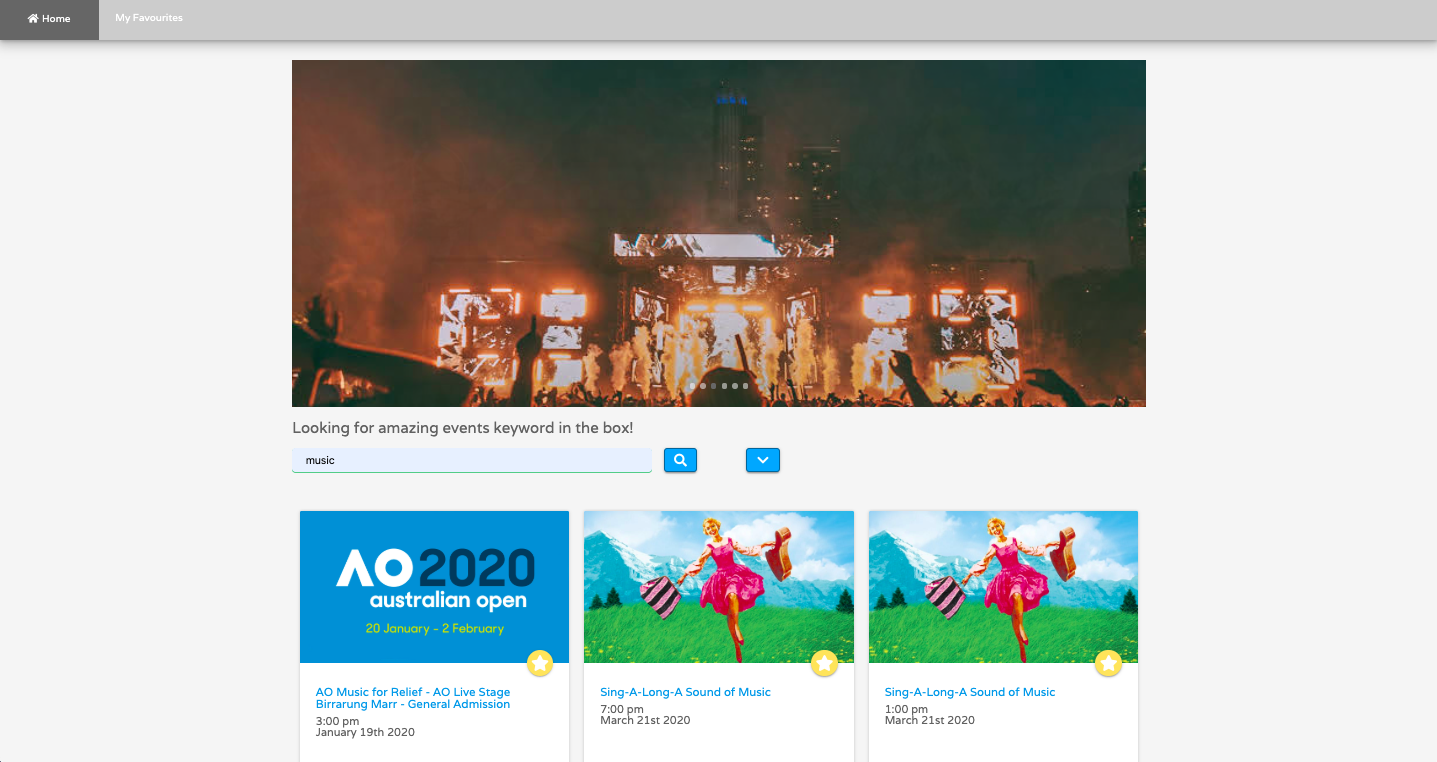 Home
My Favourites
Looking for amazing events keyword in the box!
music
AO 2020
australian open
20 January - 2 February
AO Music for Relief - AO Live Stage
Birrarung Marr - General Admission
3:00 pm
January 19th 2020
Sing-A-Long-A Sound of Music
7:00 pm
March 21st 2020
Sing-A-Long-A Sound of Music
1:00 pm
March 21st 2020